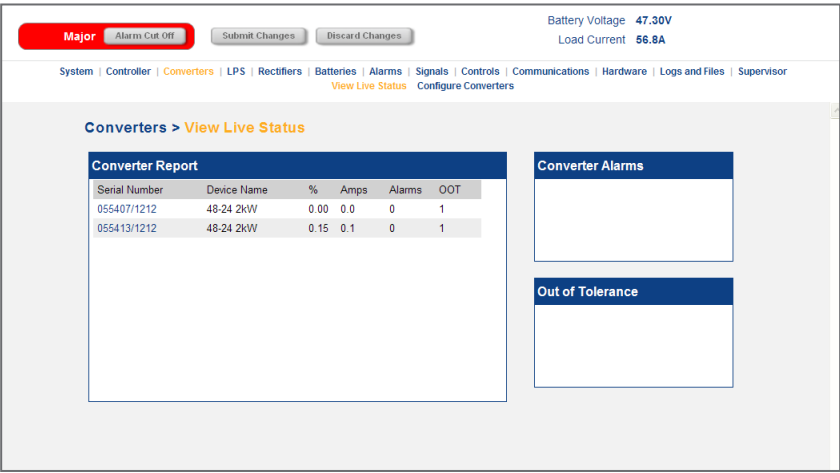 Battery Voltage 47.30V
Major Alarm Cut Off Submit Changes Discard Changes
Load Current 56.8A
System | Controller | Converters | LPS | Rectifiers | Batteries | Alarms | Signals | Controls | Communications | Hardware | Logs and Files | Supervisor
View Live Status Configure Converters
Converters > View Live Status
Converter Report
Serial Number Device Name % Amps Alarms OOT
055407/1212 48-24 2kW 0.00 0.0 0 1
055413/1212 48-24 2kW 0.15 0.1 0 1
Converter Alarms
Out of Tolerance